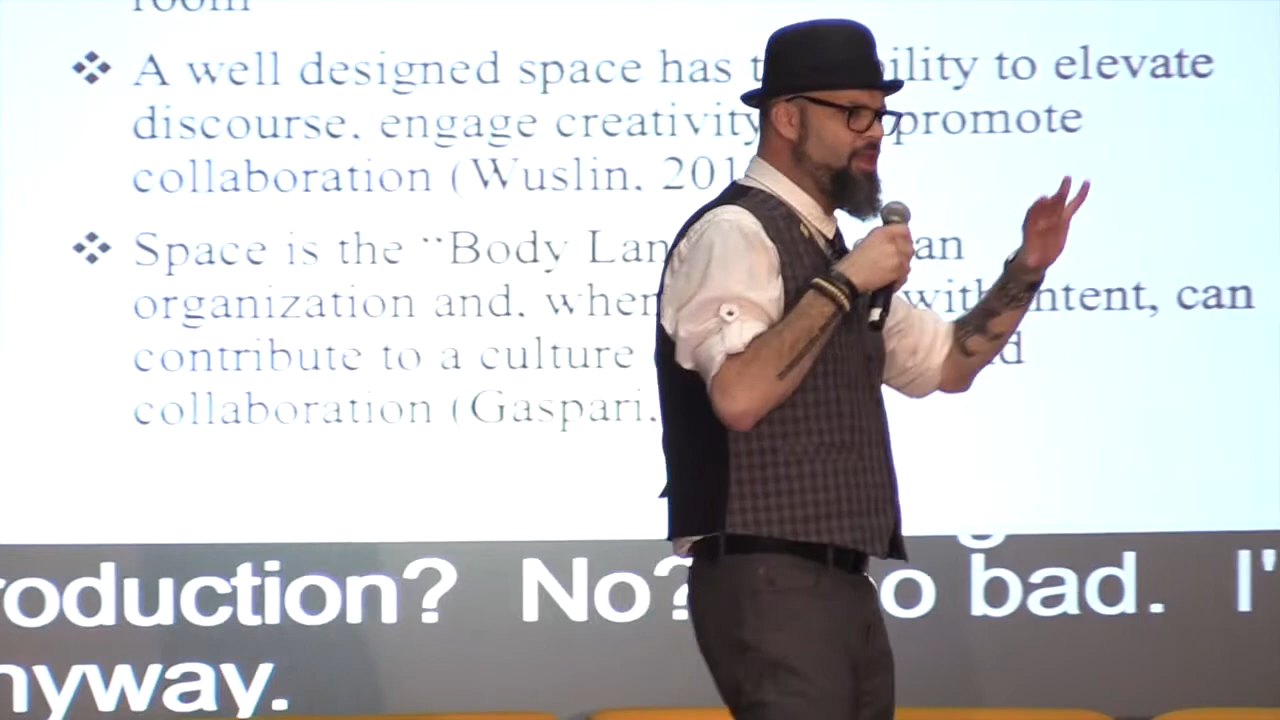 room
A well designed space has ility to elevate
discourse, engage creativity promote
collaboration (Wuslin, 201
Space is the "Body Lan an
organization and, when with ntent, can
contribute to a culture d
collaboration (Gaspari,
roduction? No? o bad. I'
nyway.